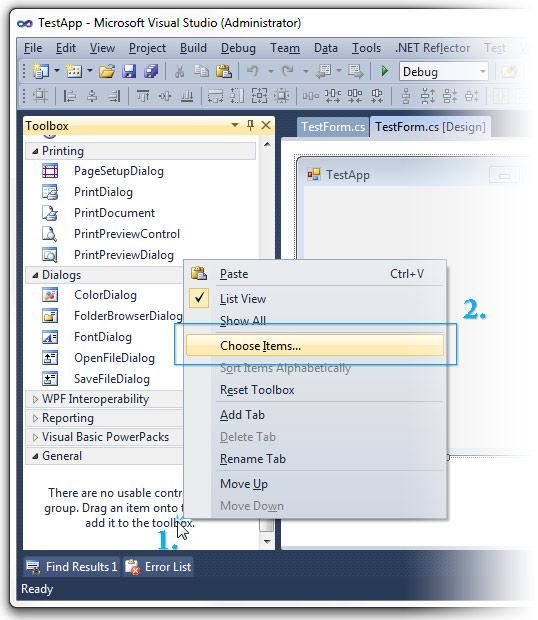 TestApp - Microsoft Visual Studio (Administrator)
File Edit View Project Build Debug Team Data Tools .NET Reflector Test
Debug
Toolbox
TestForm.cs TestForm.cs [Design]
Printing
PageSetupDialog
TestApp
PrintDialog
PrintDocument
PrintPreviewControl
PrintPreviewDialog
Dialogs
ColorDialog
FolderBrowserDialog
FontDialog
OpenFileDialog
SaveFileDialog
WPF Interoperability
Reporting
Visual Basic PowerPacks
General
There are no usable
group. Drag an item onto
add it to the toolbox.
1.
Paste Ctrl+V
List View
Show All
2.
Choose Items...
Sort Items Alphabetically
Reset Toolbox
Add Tab
Delete Tab
Rename Tab
Move Up
Move Down
Find Results 1 Error List
Ready